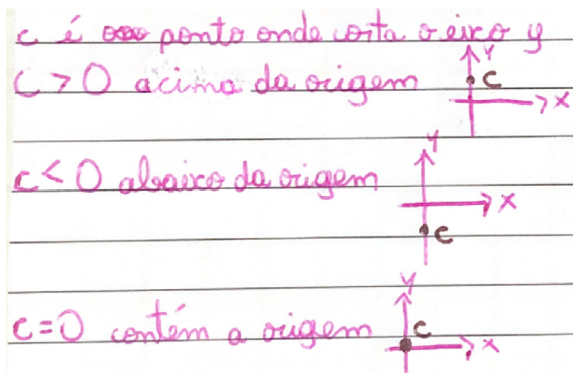 c é o ponto onde corta o eixo y
C > 0 acima da origem
Y
C
X
c < 0 abaixo da origem
Y
X
C
c = 0 contém a origem
Y
C
X